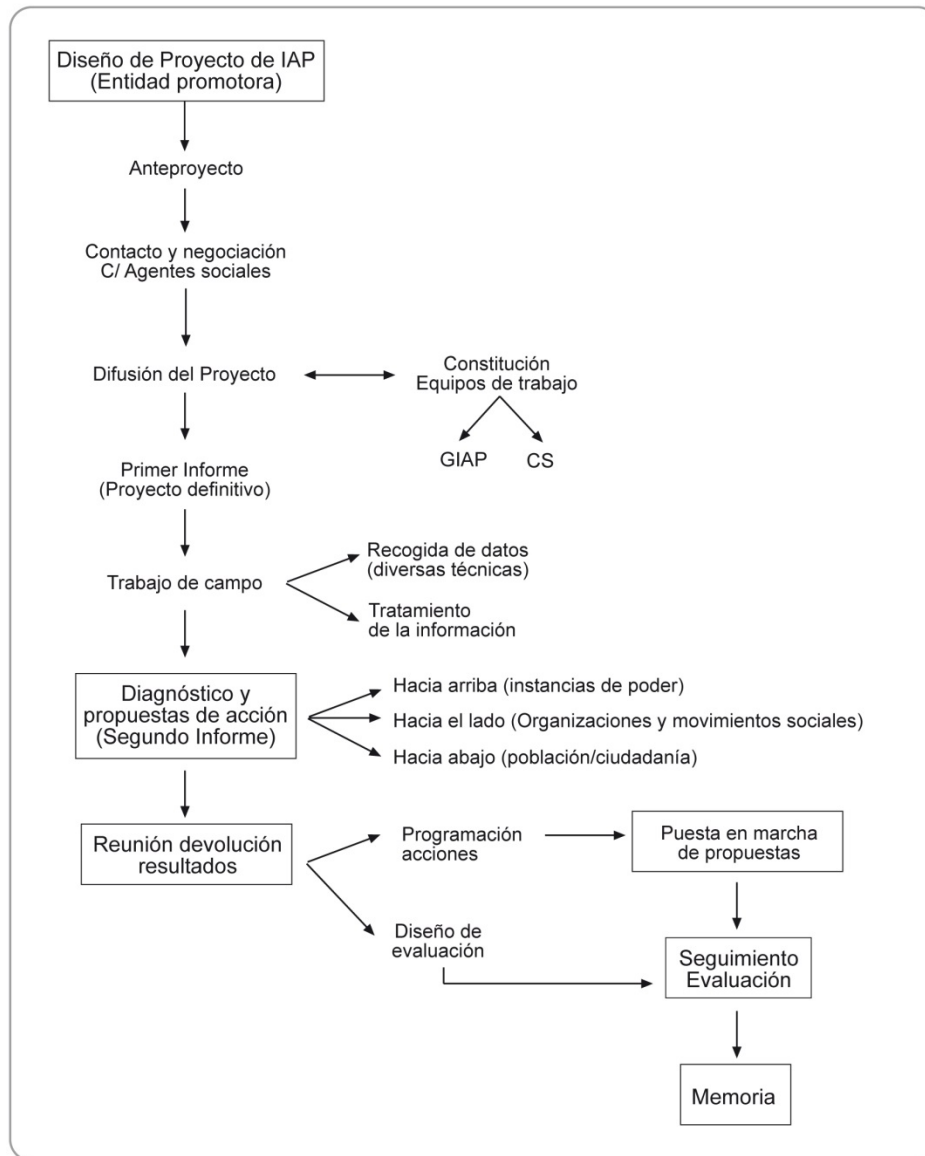 Diseño de Proyecto de IAP
(Entidad promotora)
Anteproyecto
Contacto y negociación
C/ Agentes sociales
Difusión del Proyecto
Constitución
Equipos de trabajo
GIAP
CS
Primer Informe
(Proyecto definitivo)
Trabajo de campo
Recogida de datos
(diversas técnicas)
Tratamiento
de la información
Diagnóstico y
propuestas de acción
(Segundo Informe)
Hacia arriba (instancias de poder)
Hacia el lado (Organizaciones y movimientos sociales)
Hacia abajo (población/ciudadanía)
Reunión devolución
resultados
Programación
acciones
Puesta en marcha
de propuestas
Diseño de
evaluación
Seguimiento
Evaluación
Memoria